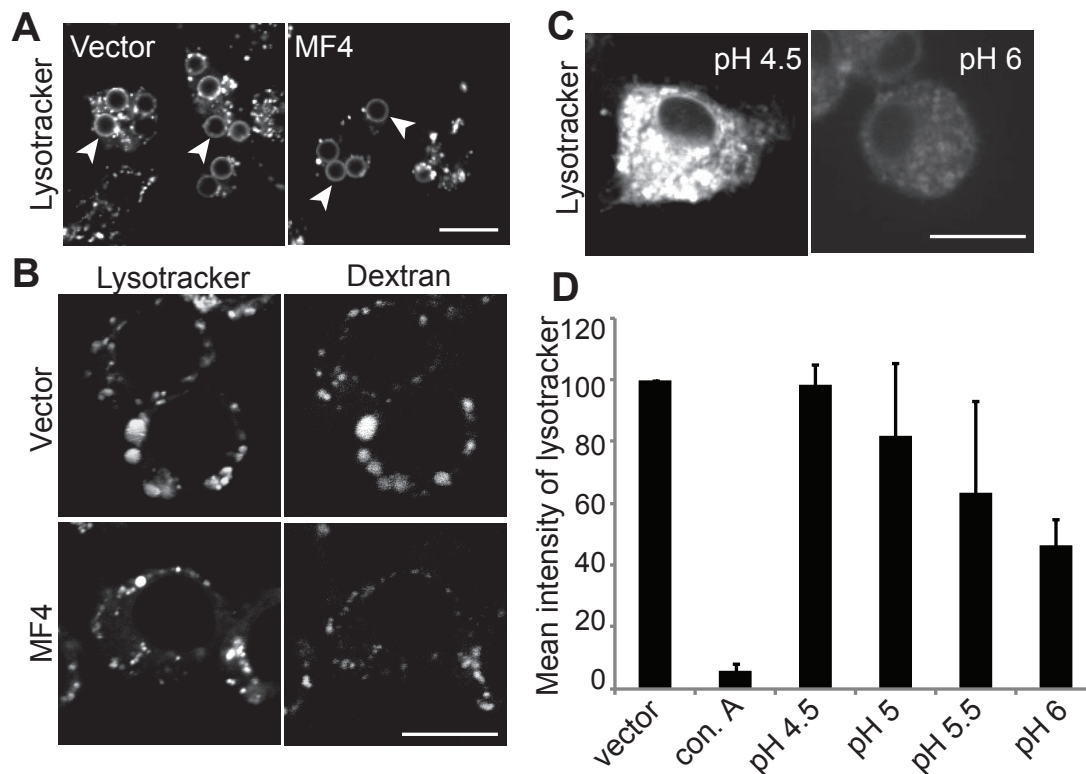 A
Vector
MF4
Lysotracker
B
Lysotracker
Dextran
Vector
MF4
C
pH 4.5
pH 6
Lysotracker
D
Mean intensity of lysotracker
120
100
80
60
40
20
0
vector
con. A
pH 4.5
pH 5
pH 5.5
pH 6